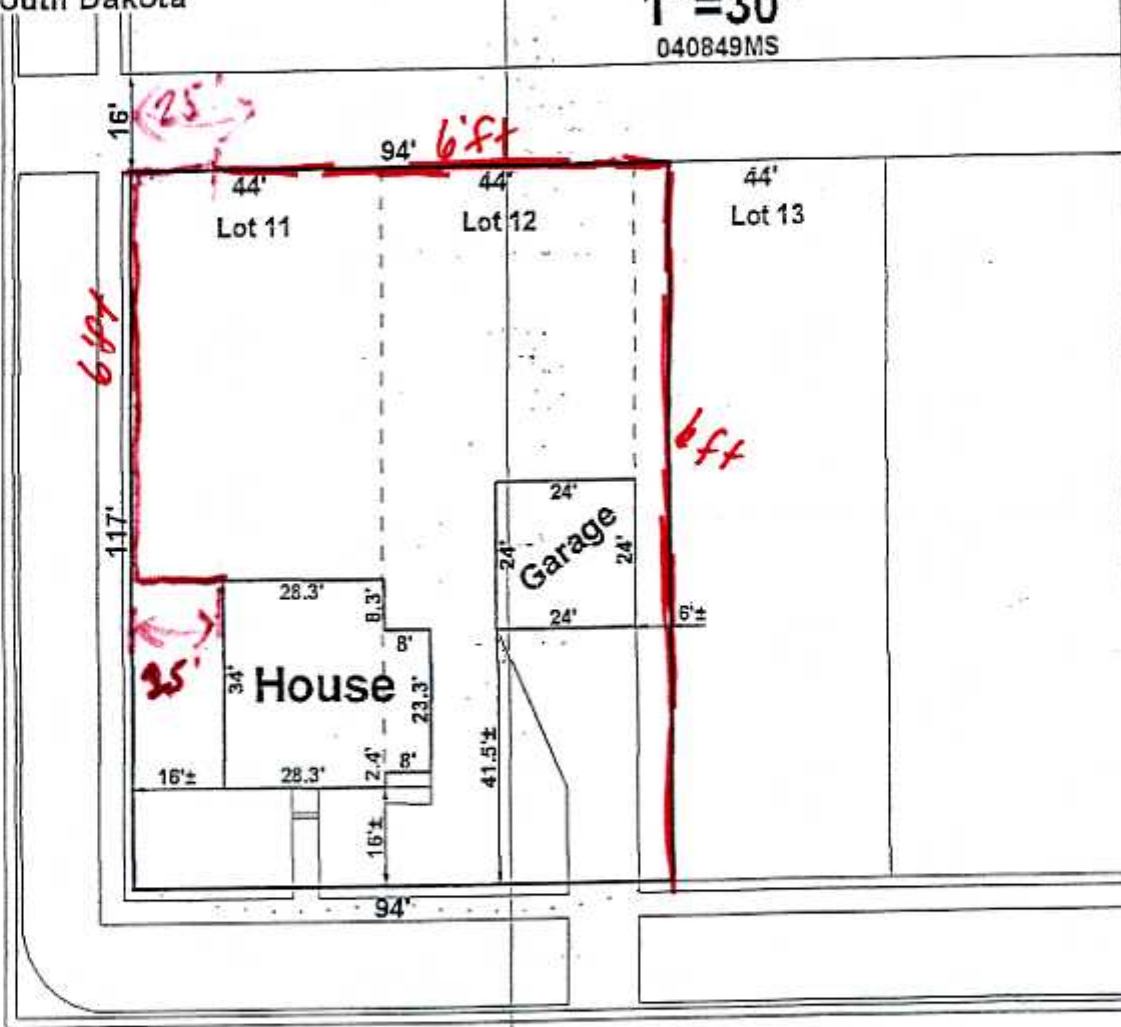 South Dakota
1" =30'
040849MS
16'
25'
94'
6'ft
44'
44'
44'
Lot 11
Lot 12
Lot 13
6ft
6ft
117'
24'
24'
Garage
24'
24'
6'±
28.3'
8.3'
8'
35'
34'
House
23.3'
16'±
28.3'
2.4'
8'
41.5'±
16'±
94'